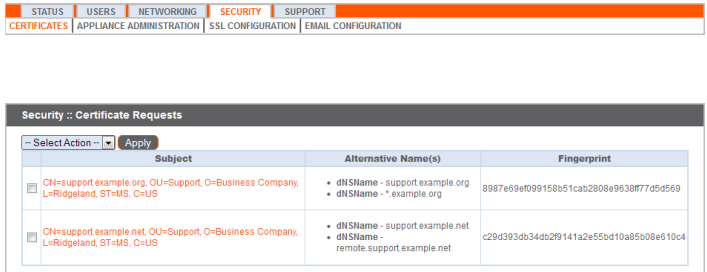 STATUS USERS NETWORKING SECURITY SUPPORT
CERTIFICATES APPLIANCE ADMINISTRATION SSL CONFIGURATION EMAIL CONFIGURATION
Security :: Certificate Requests
-- Select Action -- Apply
Subject Alternative Name(s) Fingerprint
CN=support.example.org, OU=Support, O=Business Company,
L=Ridgeland, ST=MS, C=US
• dNSName - support.example.org
• dNSName - *.example.org
8987e69ef099158b51cab2808e9638ff77d5d569
CN=support.example.net, OU=Support, O=Business Company,
L=Ridgeland, ST=MS, C=US
• dNSName - support.example.net
• dNSName -
remote.support.example.net
c29d393db34db2f9141a2e55bd10a85b08e610c4